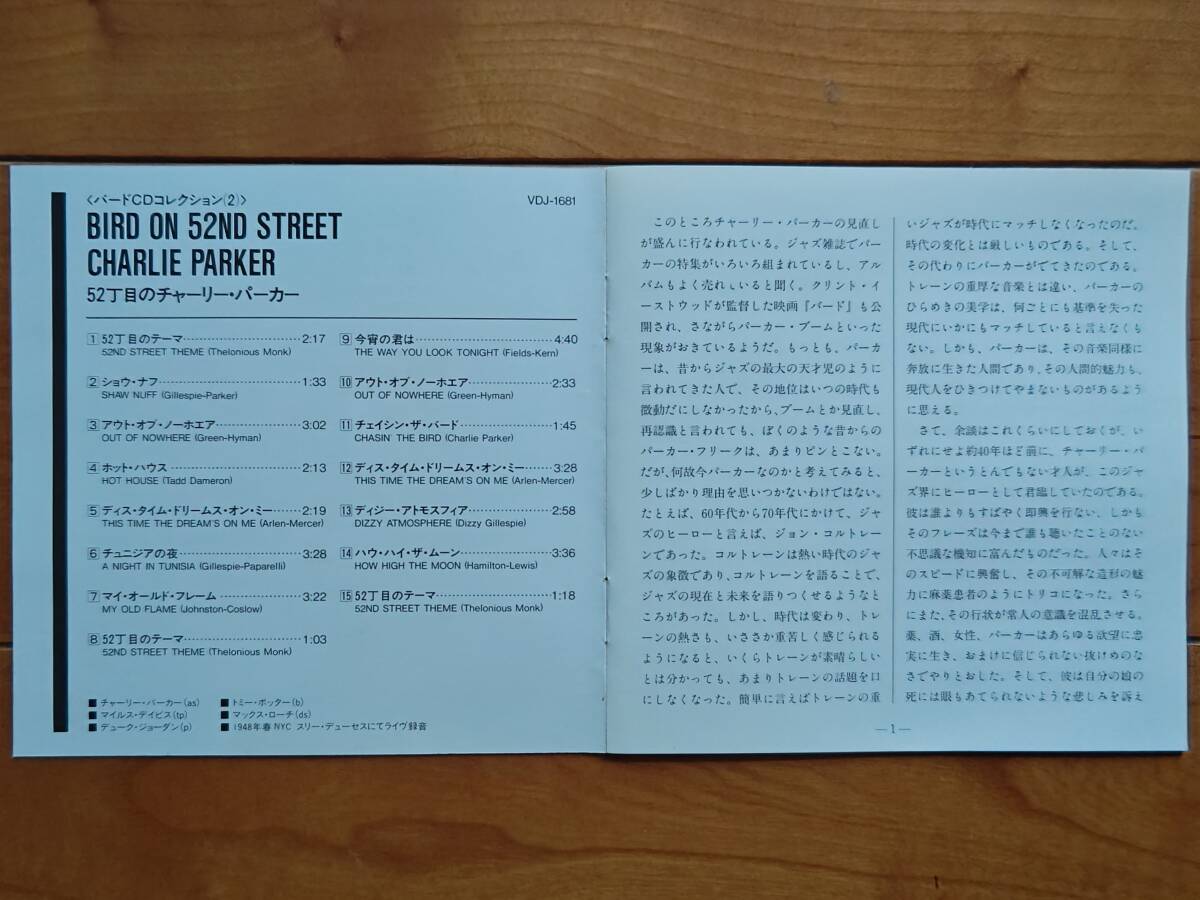 〈バードCDコレクション(2)〉
VDJ-1681
BIRD ON 52ND STREET
CHARLIE PARKER
52丁目のチャーリー・パーカー
1 52丁目のテーマ 2:17
52ND STREET THEME (Thelonious Monk)
2 ショウ・ナフ 1:33
SHAW NUFF (Gillespie-Parker)
3 アウト・オブ・ノーホエア 3:02
OUT OF NOWHERE (Green-Hyman)
4 ホット・ハウス 2:13
HOT HOUSE (Tadd Dameron)
5 ディス・タイム・ドリームス・オン・ミー 2:19
THIS TIME THE DREAM'S ON ME (Arlen-Mercer)
6 チュニジアの夜 3:28
A NIGHT IN TUNISIA (Gillespie-Paparelli)
7 マイ・オールド・フレーム 3:22
MY OLD FLAME (Johnston-Coslow)
8 52丁目のテーマ 1:03
52ND STREET THEME (Thelonious Monk)
9 今宵の君は 4:40
THE WAY YOU LOOK TONIGHT (Fields-Kern)
10 アウト・オブ・ノーホエア 2:33
OUT OF NOWHERE (Green-Hyman)
11 チェイシン・ザ・バード 1:45
CHASIN' THE BIRD (Charlie Parker)
12 ディス・タイム・ドリームス・オン・ミー 3:28
THIS TIME THE DREAM'S ON ME (Arlen-Mercer)
13 ディジー・アトモスフィア 2:58
DIZZY ATMOSPHERE (Dizzy Gillespie)
14 ハウ・ハイ・ザ・ムーン 3:36
HOW HIGH THE MOON (Hamilton-Lewis)
15 52丁目のテーマ 1:18
52ND STREET THEME (Thelonious Monk)
■ チャーリー・パーカー(as)
■ マイルス・デイビス(tp)
■ デューク・ジョーダン(p)
■ トミー・ポッター(b)
■ マックス・ローチ(ds)
■ 1948年春NYC スリー・デューセスにてライヴ録音
このところチャーリー・パーカーの見直し
が盛んに行なわれている。ジャズ雑誌でパー
カーの特集がいろいろ組まれているし、アル
バムもよく売れていると聞く。クリント・イ
ーストウッドが監督した映画『バード』も公
開され、さながらパーカー・ブームといった
現象がおきているようだ。もっとも、パーカ
ーは、昔からジャズの最大の天才児のように
言われてきた人で、その地位はいつの時代も
微動だにしなかったから、ブームとか見直し、
再認識と言われても、ぼくのような昔からの
パーカー・フリークは、あまりピンとこない。
だが、何故今パーカーなのかと考えてみると、
少しばかり理由を思いつかないわけではない。
たとえば、60年代から70年代にかけて、ジャ
ズのヒーローと言えば、ジョン・コルトレー
ンであった。コルトレーンは熱い時代のジャ
ズの象徴であり、コルトレーンを語ることで、
ジャズの現在と未来を語りつくせるようなと
ころがあった。しかし、時代は変わり、トレ
ーンの熱さも、いささか重苦しく感じられる
ようになると、いくらトレーンが素晴らしい
とは分かっても、あまりトレーンの話題を口
にしなくなった。簡単に言えばトレーンの重
いジャズが時代にマッチしなくなったのだ。
時代の変化とは厳しいものである。そして、
その代わりにパーカーがでてきたのである。
トレーンの重厚な音楽とは違い、パーカーの
ひらめきの美学は、何ごとにも基準を失った
現代にいかにもマッチしていると言えなくも
ない。しかも、パーカーは、その音楽同様に
奔放に生きた人間であり、その人間的魅力も、
現代人をひきつけてやまないものがあるよう
に思える。
さて、余談はこれくらいにしておくが、い
ずれにせよ約40年ほど前に、チャーリー・パ
ーカーというとんでもない才人が、このジャ
ズ界にヒーローとして君臨していたのである。
彼は誰よりもすばやく即興を行ない、しかも
そのフレーズは今まで誰も聴いたことのない
不思議な機知に富んだものだった。人々はそ
のスピードに興奮し、その不可解な造形の魅
力に麻薬患者のようにトリコになった。さら
にまた、その行状が常人の意識を混乱させる。
薬、酒、女性、パーカーはあらゆる欲望に忠
実に生き、おまけに信じられない抜けめのな
さでやりとおした。そして、彼は自分の娘の
死には眼もあてられないような悲しみを訴え
—1—